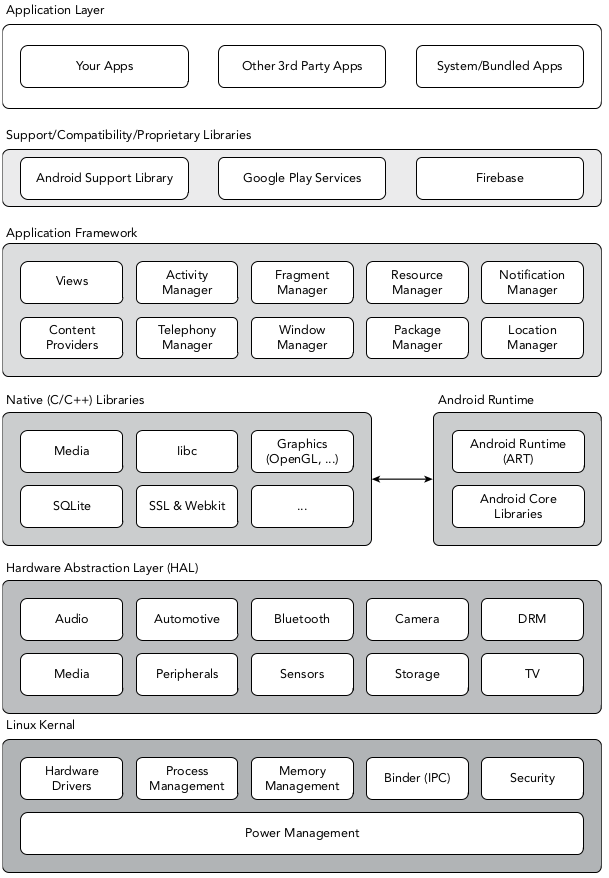 Application Layer
Your Apps
Other 3rd Party Apps
System/Bundled Apps
Support/Compatibility/Proprietary Libraries
Android Support Library
Google Play Services
Firebase
Application Framework
Views
Activity
Manager
Fragment
Manager
Resource
Manager
Notification
Manager
Content
Providers
Telephony
Manager
Window
Manager
Package
Manager
Location
Manager
Native (C/C++) Libraries
Media
libc
Graphics
(OpenGL, ...)
SQLite
SSL & Webkit
...
Android Runtime
Android Runtime
(ART)
Android Core
Libraries
Hardware Abstraction Layer (HAL)
Audio
Automotive
Bluetooth
Camera
DRM
Media
Peripherals
Sensors
Storage
TV
Linux Kernal
Hardware
Drivers
Process
Management
Memory
Management
Binder (IPC)
Security
Power Management